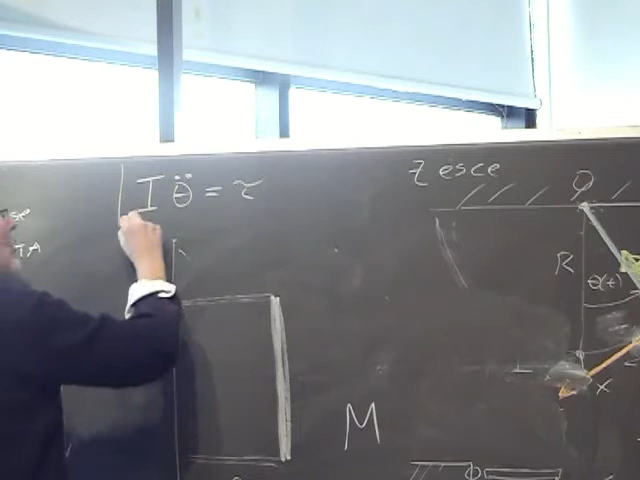 I θ̈ = τ
z esce
R
θ(t)
x
M